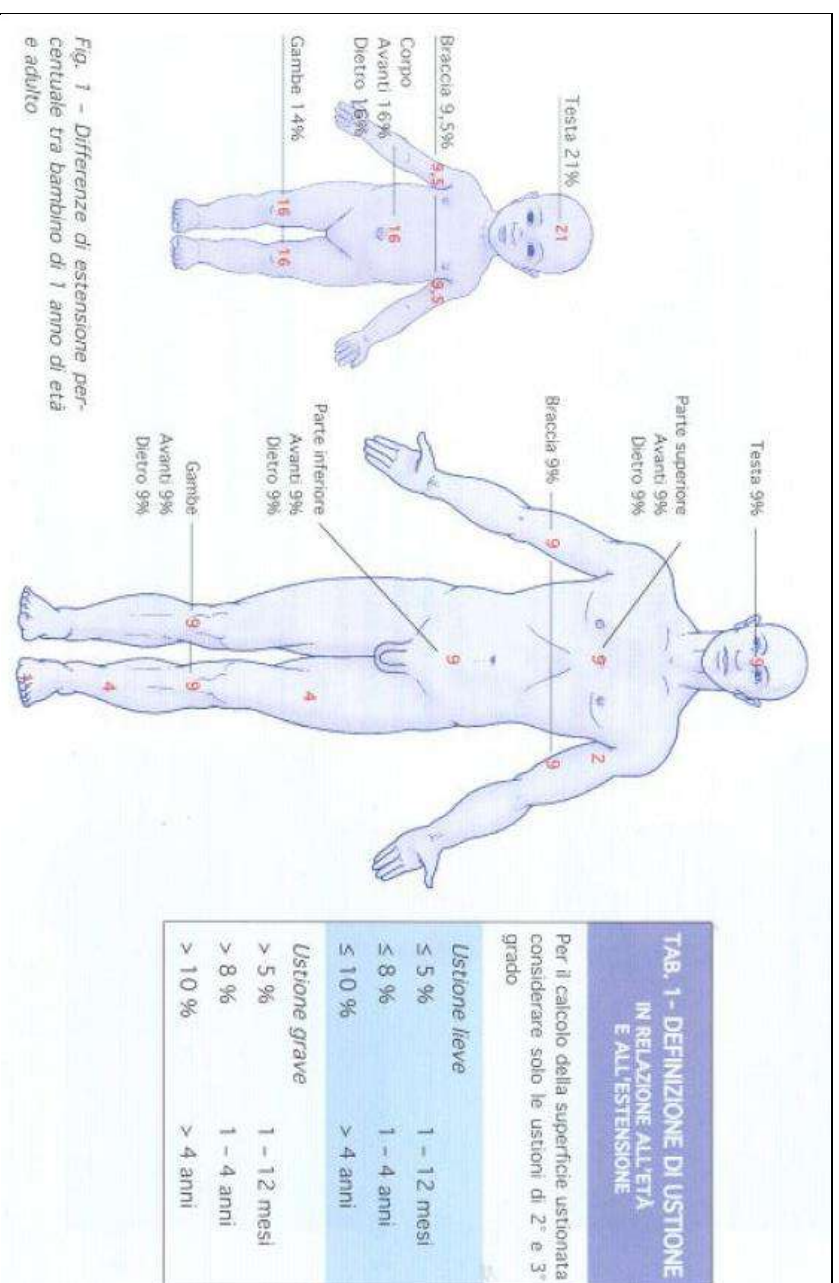 Testa 21%
21
Braccia 9,5%
9,5
9,5
Corpo
Avanti 16%
Dietro 16%
16
Gambe 14%
16
16
Fig. 1 - Differenze di estensione per-
centuale tra bambino di 1 anno di età
e adulto
Testa 9%
9
Parte superiore
Avanti 9%
Dietro 9%
9
2
Braccia 9%
9
9
Parte inferiore
Avanti 9%
Dietro 9%
9
4
Gambe
Avanti 9%
Dietro 9%
9
9
4
1
TAB. 1- DEFINIZIONE DI USTIONE
IN RELAZIONE ALL'ETÀ
E ALL'ESTENSIONE
Per il calcolo della superficie ustionata
considerare solo le ustioni di 2° e 3°
grado
Ustione lieve
≤ 5 % 1 – 12 mesi
≤ 8 % 1 – 4 anni
≤ 10 % > 4 anni
Ustione grave
> 5 % 1 – 12 mesi
> 8 % 1 – 4 anni
> 10 % > 4 anni